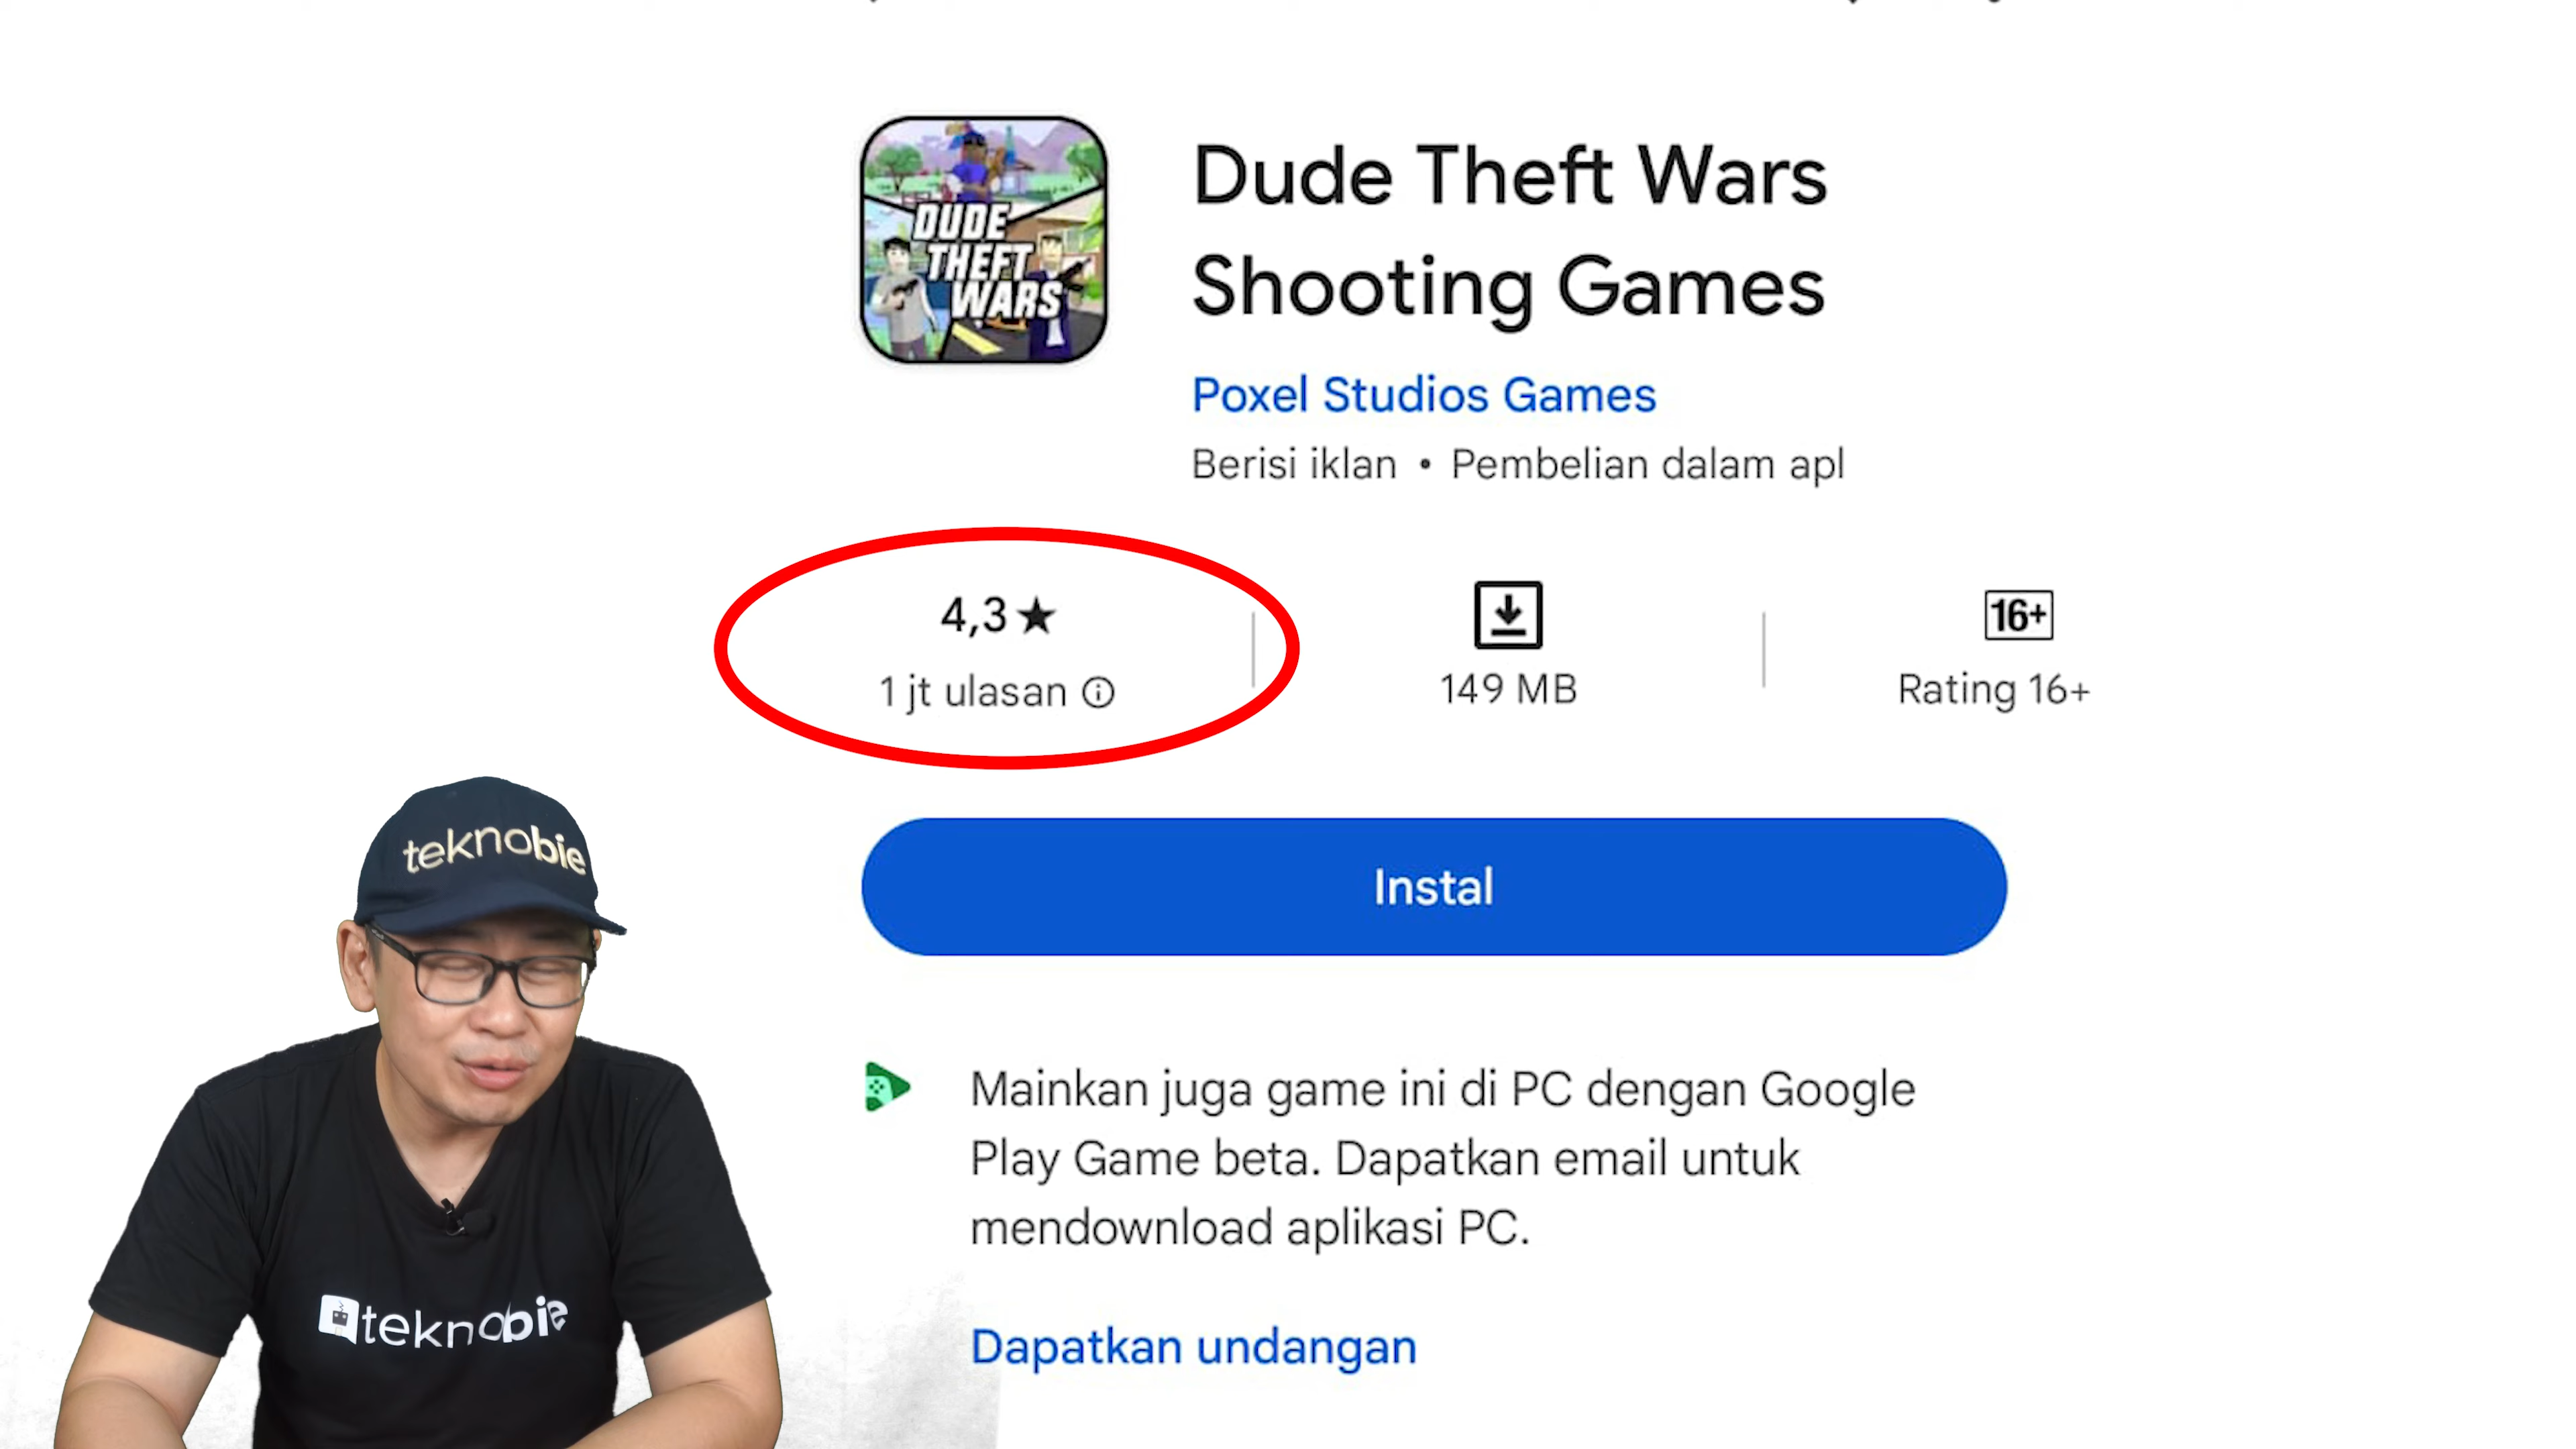 DUDE
THEFT
WARS
Dude Theft Wars
Shooting Games
Poxel Studios Games
Berisi iklan • Pembelian dalam apl
4,3★
1 jt ulasan
149 MB
16+
Rating 16+
Instal
Mainkan juga game ini di PC dengan Google
Play Game beta. Dapatkan email untuk
mendownload aplikasi PC.
Dapatkan undangan
teknobie
teknobie